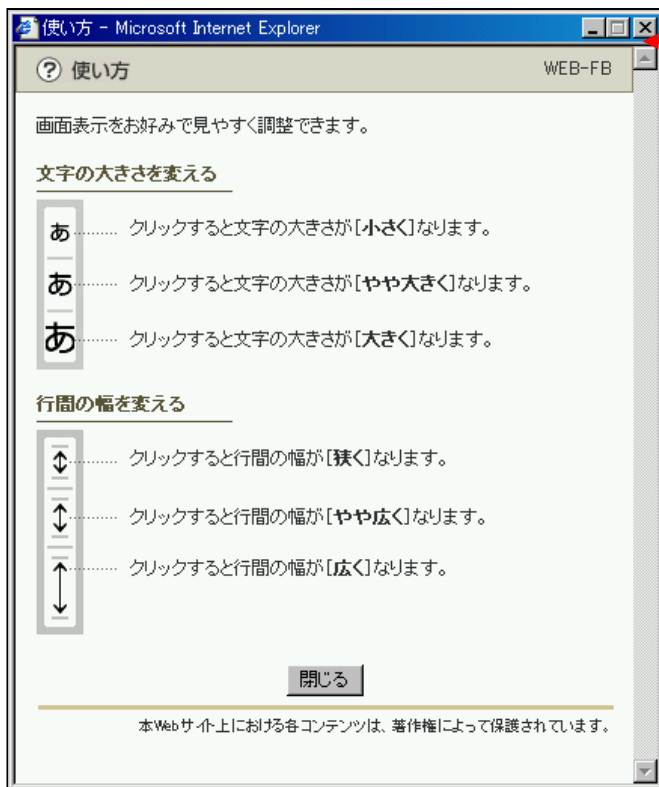 使い方 - Microsoft Internet Explorer
? 使い方 WEB-FB
画面表示をお好みで見やすく調整できます。
文字の大きさを変える
あ クリックすると文字の大きさが[小さく]なります。
あ クリックすると文字の大きさが[やや大きく]なります。
あ クリックすると文字の大きさが[大きく]なります。
行間の幅を変える
クリックすると行間の幅が[狭く]なります。
クリックすると行間の幅が[やや広く]なります。
クリックすると行間の幅が[広く]なります。
閉じる
本Webサイト上における各コンテンツは、著作権によって保護されています。